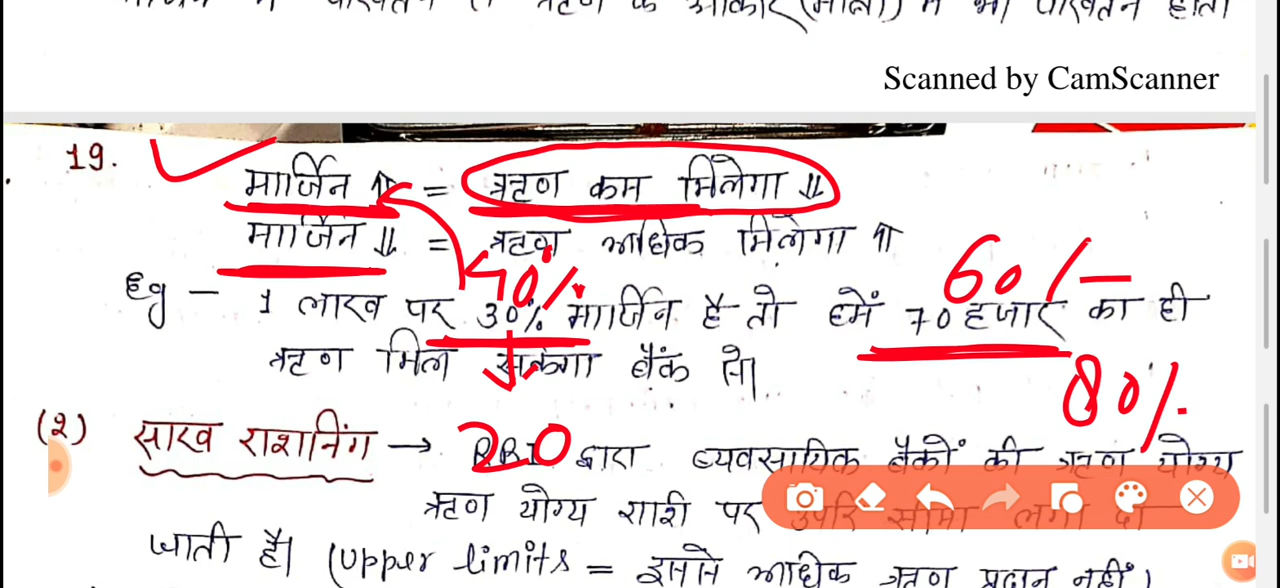 Scanned by CamScanner
19.
मार्जिन ⇑ = ऋण कम मिलेगा ⇓
मार्जिन ⇓ = ऋण अधिक मिलेगा ⇑
40% 60/-
Eg - 1 लाख पर 30% मार्जिन है तो हमें 70 हजार का ही
ऋण मिल सकेगा बैंक से।
80%
20
(2) साख राशनिंग → RBI द्वारा व्यवसायिक बैंकों की ऋण योग्य
ऋण योग्य राशी पर उपरि सीमा लगा दी
जाती है। (upper limits = इससे अधिक ऋण प्रदान नहीं)